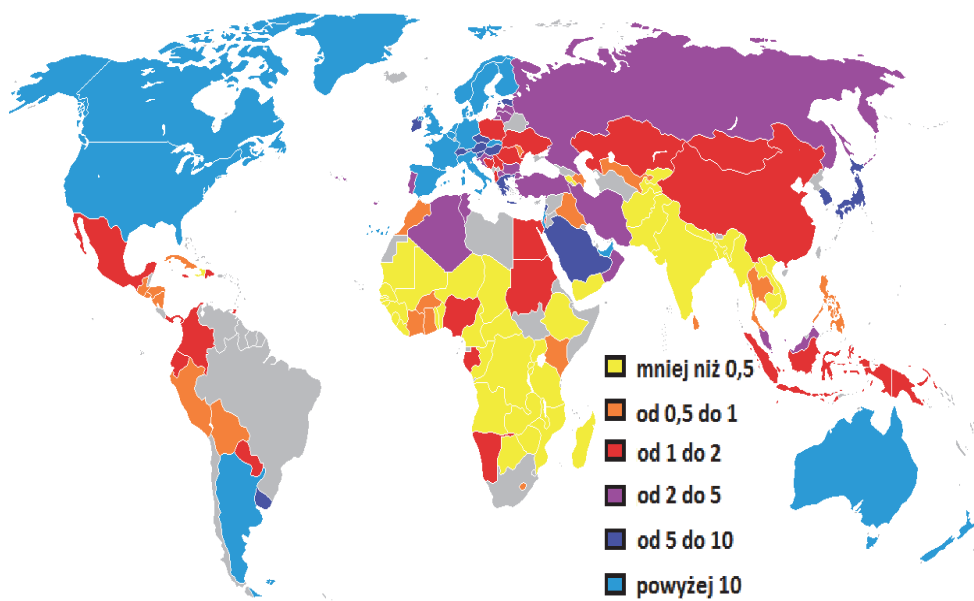 mniej niż 0,5
od 0,5 do 1
od 1 do 2
od 2 do 5
od 5 do 10
powyżej 10